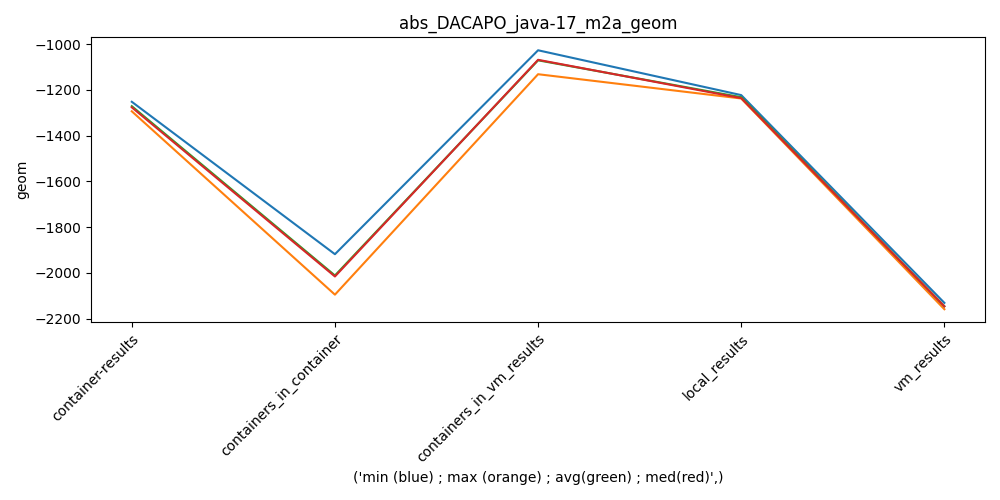 abs_DACAPO_java-17_m2a_geom
geom
−1000
−1200
−1400
−1600
−1800
−2000
−2200
container-results
containers_in_container
containers_in_vm_results
local_results
vm_results
('min (blue) ; max (orange) ; avg(green) ; med(red)',)